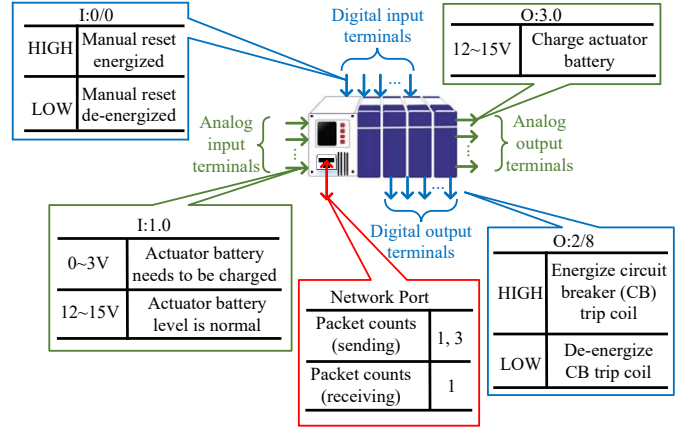 I:0/0
HIGH
Manual reset
energized
LOW
Manual reset
de-energized
Digital input
terminals
...
O:3.0
12~15V
Charge actuator
battery
Analog
input
terminals
Analog
output
terminals
Digital output
terminals
...
I:1.0
0~3V
Actuator battery
needs to be charged
12~15V
Actuator battery
level is normal
Network Port
Packet counts
(sending)
1, 3
Packet counts
(receiving)
1
O:2/8
HIGH
Energize circuit
breaker (CB)
trip coil
LOW
De-energize
CB trip coil